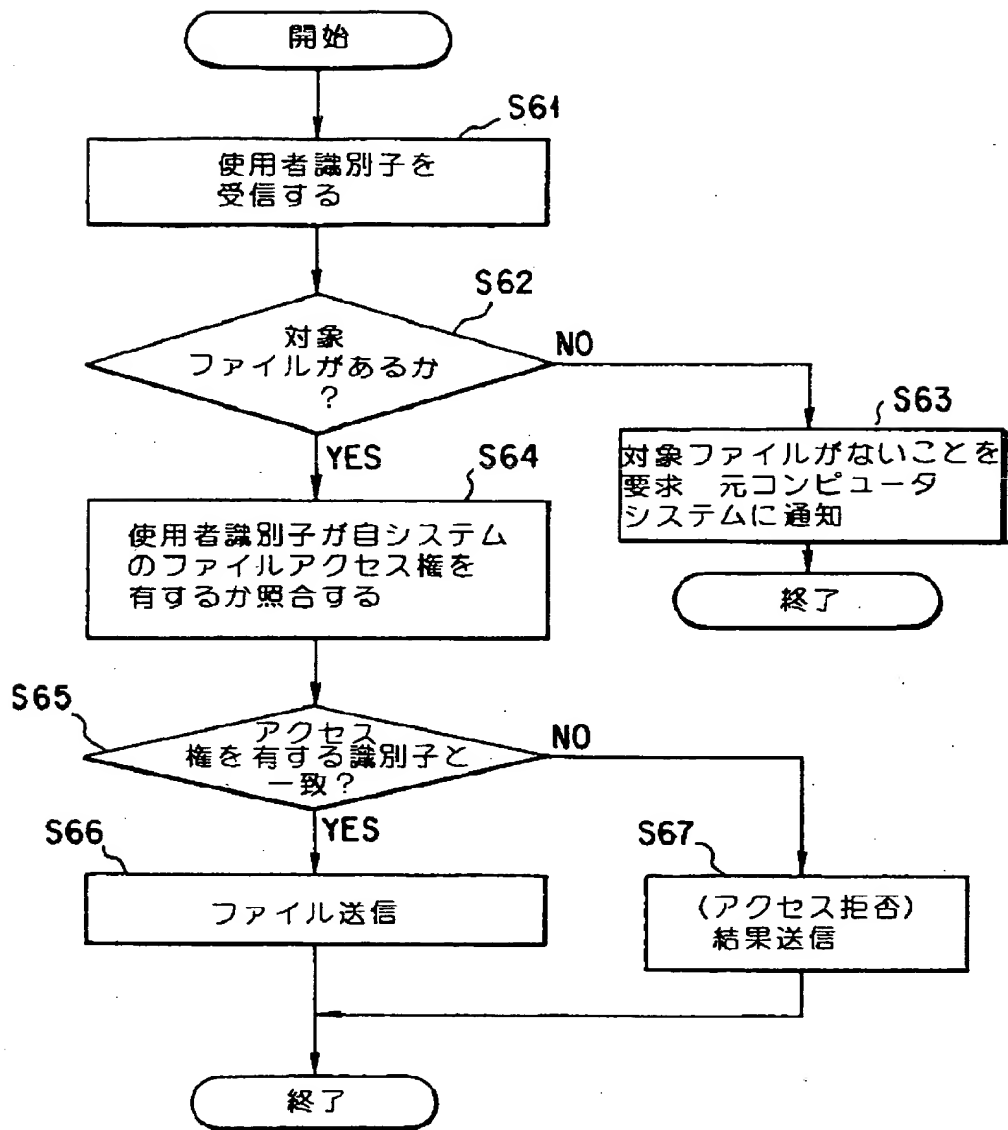 開始
S61
使用者識別子を
受信する
S62
対象
ファイルがあるか
?
NO
YES
S63
対象ファイルがないことを
要求 元コンピュータ
システムに通知
終了
S64
使用者識別子が自システム
のファイルアクセス権を
有するか照合する
S65
アクセス
権を有する識別子と
一致?
NO
YES
S66
ファイル送信
S67
(アクセス拒否)
結果送信
終了